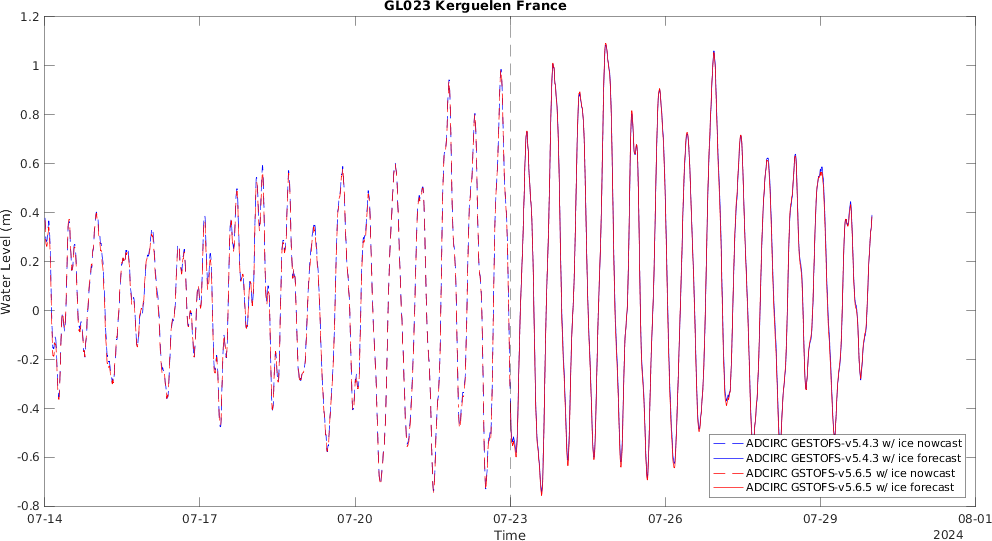 GL023 Kerguelen France
1.2
1
0.8
0.6
0.4
0.2
0
-0.2
-0.4
-0.6
-0.8
Water Level (m)
ADCIRC GESTOFS-v5.4.3 w/ ice nowcast
ADCIRC GESTOFS-v5.4.3 w/ ice forecast
ADCIRC GSTOFS-v5.6.5 w/ ice nowcast
ADCIRC GSTOFS-v5.6.5 w/ ice forecast
07-14 07-17 07-20 07-23 07-26 07-29 08-01
Time
2024